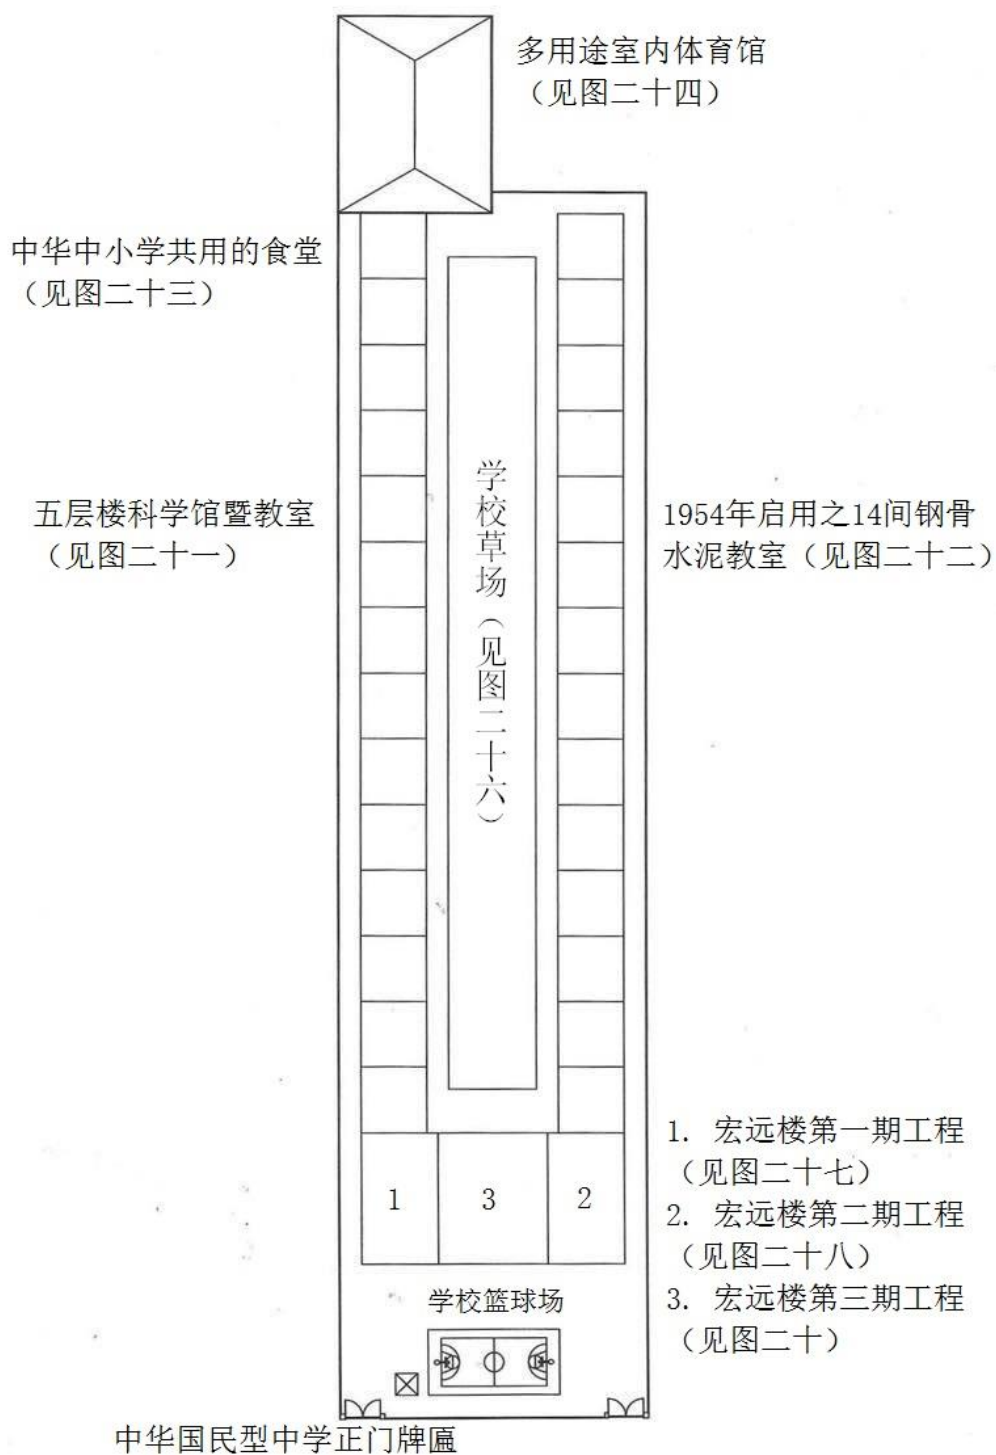 多用途室内体育馆
（见图二十四）
中华中小学共用的食堂
（见图二十三）
五层楼科学馆暨教室
（见图二十一）
学校草场（见图二十六）
1954年启用之14间钢骨
水泥教室（见图二十二）
1 3 2
1. 宏远楼第一期工程
（见图二十七）
2. 宏远楼第二期工程
（见图二十八）
3. 宏远楼第三期工程
（见图二十）
学校篮球场
中华国民型中学正门牌匾